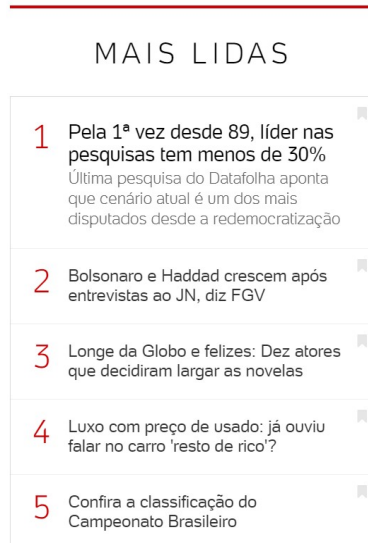 MAIS LIDAS
1
Pela 1ª vez desde 89, líder nas
pesquisas tem menos de 30%
Última pesquisa do Datafolha aponta
que cenário atual é um dos mais
disputados desde a redemocratização
2
Bolsonaro e Haddad crescem após
entrevistas ao JN, diz FGV
3
Longe da Globo e felizes: Dez atores
que decidiram largar as novelas
4
Luxo com preço de usado: já ouviu
falar no carro 'resto de rico'?
5
Confira a classificação do
Campeonato Brasileiro